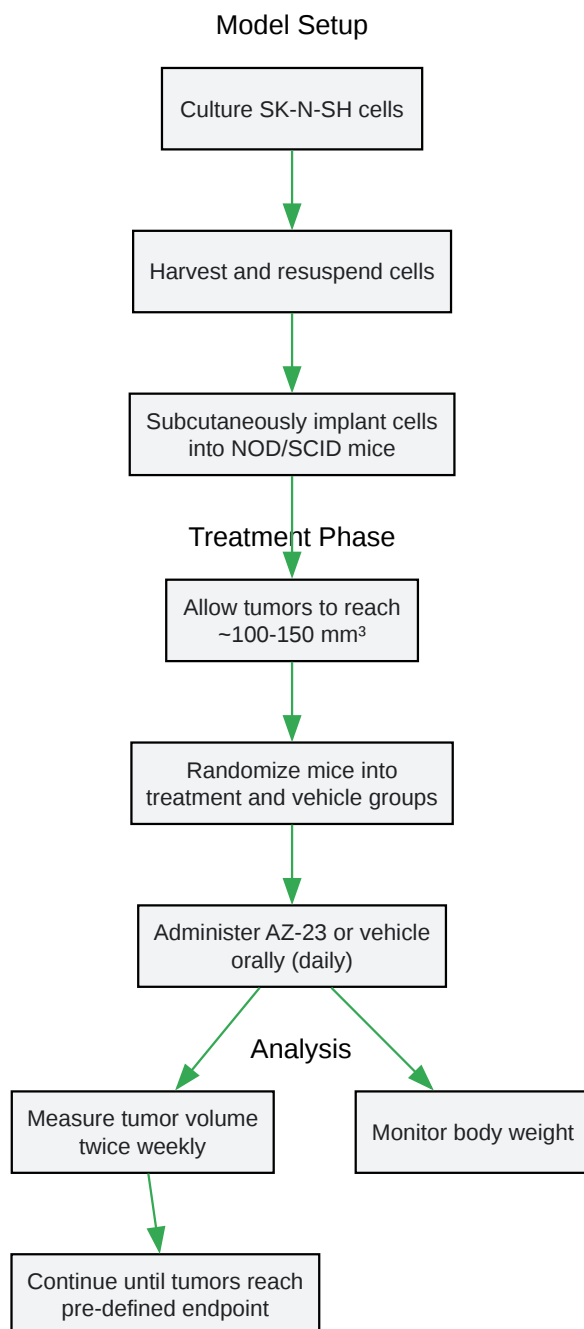 Model Setup
Culture SK-N-SH cells
Harvest and resuspend cells
Subcutaneously implant cells
into NOD/SCID mice
Treatment Phase
Allow tumors to reach
~100-150 mm³
Randomize mice into
treatment and vehicle groups
Administer AZ-23 or vehicle
orally (daily)
Analysis
Measure tumor volume
twice weekly
Monitor body weight
Continue until tumors reach
pre-defined endpoint